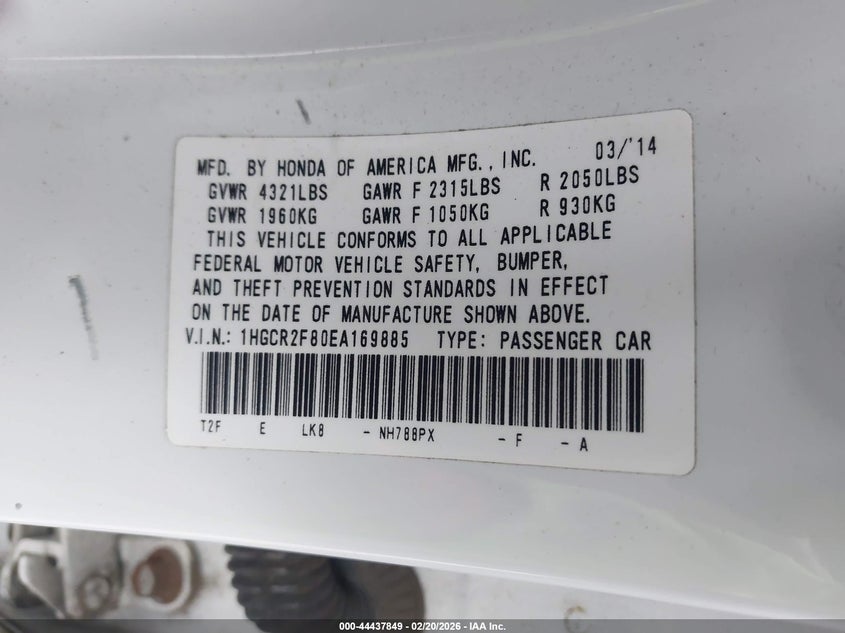 MFD. BY HONDA OF AMERICA MFG., INC. 03/'14
GVWR 4321LBS GAWR F 2315LBS R 2050LBS
GVWR 1960KG GAWR F 1050KG R 930KG
THIS VEHICLE CONFORMS TO ALL APPLICABLE
FEDERAL MOTOR VEHICLE SAFETY, BUMPER,
AND THEFT PREVENTION STANDARDS IN EFFECT
ON THE DATE OF MANUFACTURE SHOWN ABOVE.
V.I.N.: 1HGCR2F80EA169885 TYPE: PASSENGER CAR
T2F E LK8 - NH788PX - F - A
000-44437849 - 02/20/2026 - IAA Inc.